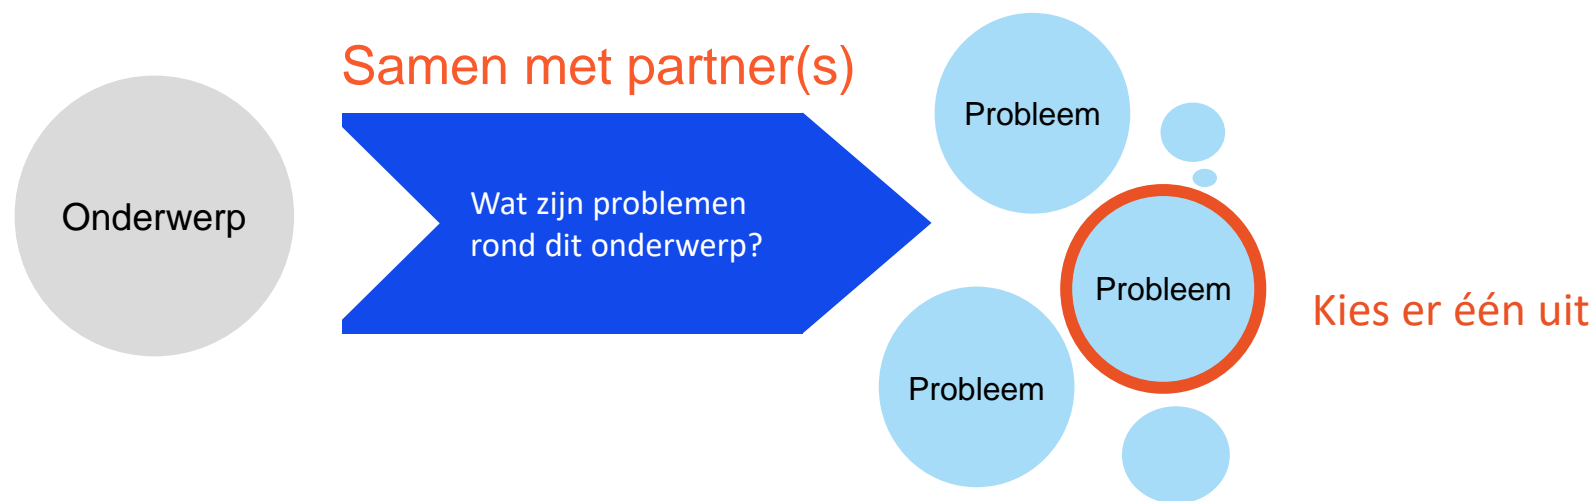 Onderwerp
Samen met partner(s)
Wat zijn problemen
rond dit onderwerp?
Probleem
Probleem
Probleem
Kies er één uit